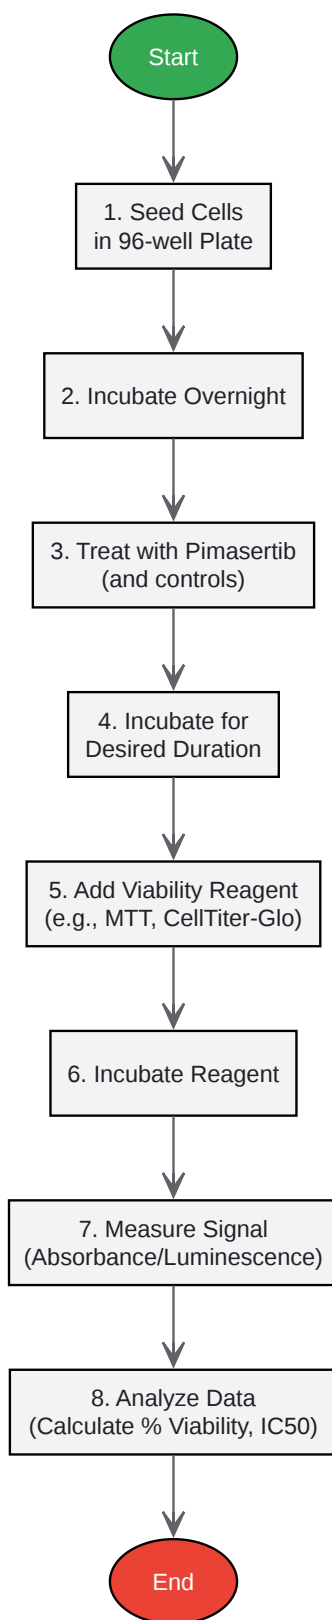 Start
1. Seed Cells
in 96-well Plate
2. Incubate Overnight
3. Treat with Pimasertib
(and controls)
4. Incubate for
Desired Duration
5. Add Viability Reagent
(e.g., MTT, CellTiter-Glo)
6. Incubate Reagent
7. Measure Signal
(Absorbance/Luminescence)
8. Analyze Data
(Calculate % Viability, IC50)
End